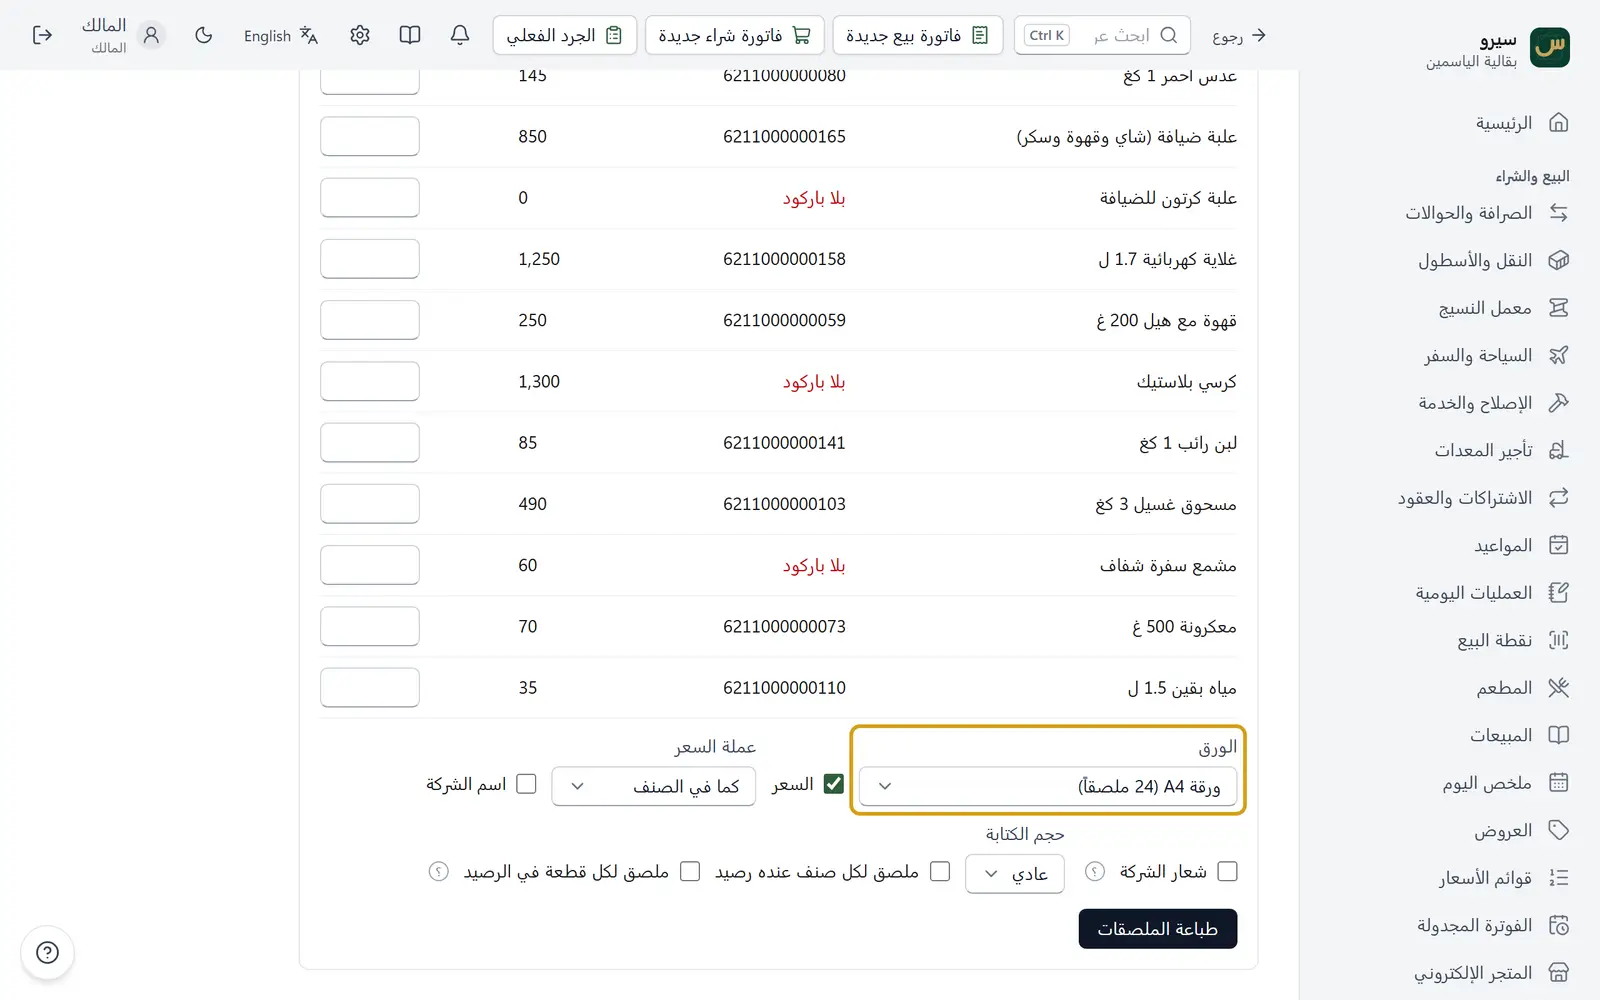 سيرو
بقالية الياسمين
رجوع
ابحث عر
Ctrl K
فاتورة بيع جديدة
فاتورة شراء جديدة
الجرد الفعلي
English
المالك
المالك
الرئيسية
البيع والشراء
الصرافة والحوالات
النقل والأسطول
معمل النسيج
السياحة والسفر
الإصلاح والخدمة
تأجير المعدات
الاشتراكات والعقود
المواعيد
العمليات اليومية
نقطة البيع
المطعم
المبيعات
ملخص اليوم
العروض
قوائم الأسعار
الفوترة المجدولة
المتجر الإلكتروني
عدس أحمر 1 كغ 6211000000080 145
علبة ضيافة (شاي وقهوة وسكر) 6211000000165 850
علبة كرتون للضيافة بلا باركود 0
غلاية كهربائية 1.7 ل 6211000000158 1,250
قهوة مع هيل 200 غ 6211000000059 250
كرسي بلاستيك بلا باركود 1,300
لبن رائب 1 كغ 6211000000141 85
مسحوق غسيل 3 كغ 6211000000103 490
مشمع سفرة شفاف بلا باركود 60
معكرونة 500 غ 6211000000073 70
مياه بقين 1.5 ل 6211000000110 35
الورق
ورقة A4 (24 ملصقاً)
السعر
عملة السعر
كما في الصنف
اسم الشركة
شعار الشركة
؟
حجم الكتابة
عادي
ملصق لكل صنف عنده رصيد
ملصق لكل قطعة في الرصيد
؟
طباعة الملصقات